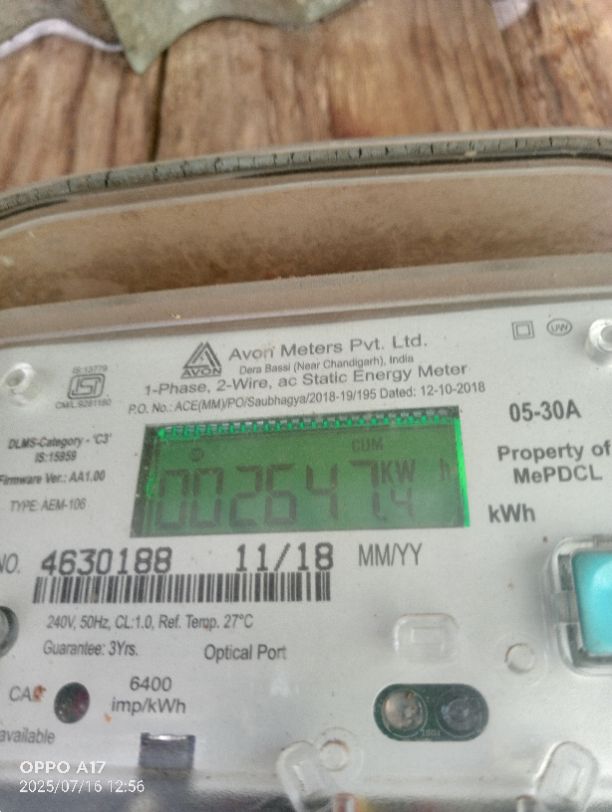 IS:13779
ISI
CM/L:9291180
AVON
Avon Meters Pvt. Ltd.
Dera Bassi (Near Chandigarh), India
1-Phase, 2-Wire, ac Static Energy Meter
P.O. No.: ACE(MM)/PO/Saubhagya/2018-19/195 Dated: 12-10-2018
UW
05-30A
DLMS-Category - 'C3'
IS:15959
Firmware Ver.: AA1.00
TYPE: AEM-106
CUM
002647.4 KW h
Property of
MePDCL
kWh
NO. 4630188 11/18 MM/YY
240V, 50Hz, CL:1.0, Ref. Temp. 27°C
Guarantee: 3Yrs. Optical Port
CAL
6400
imp/kWh
available
OPPO A17
2025/07/16 12:56